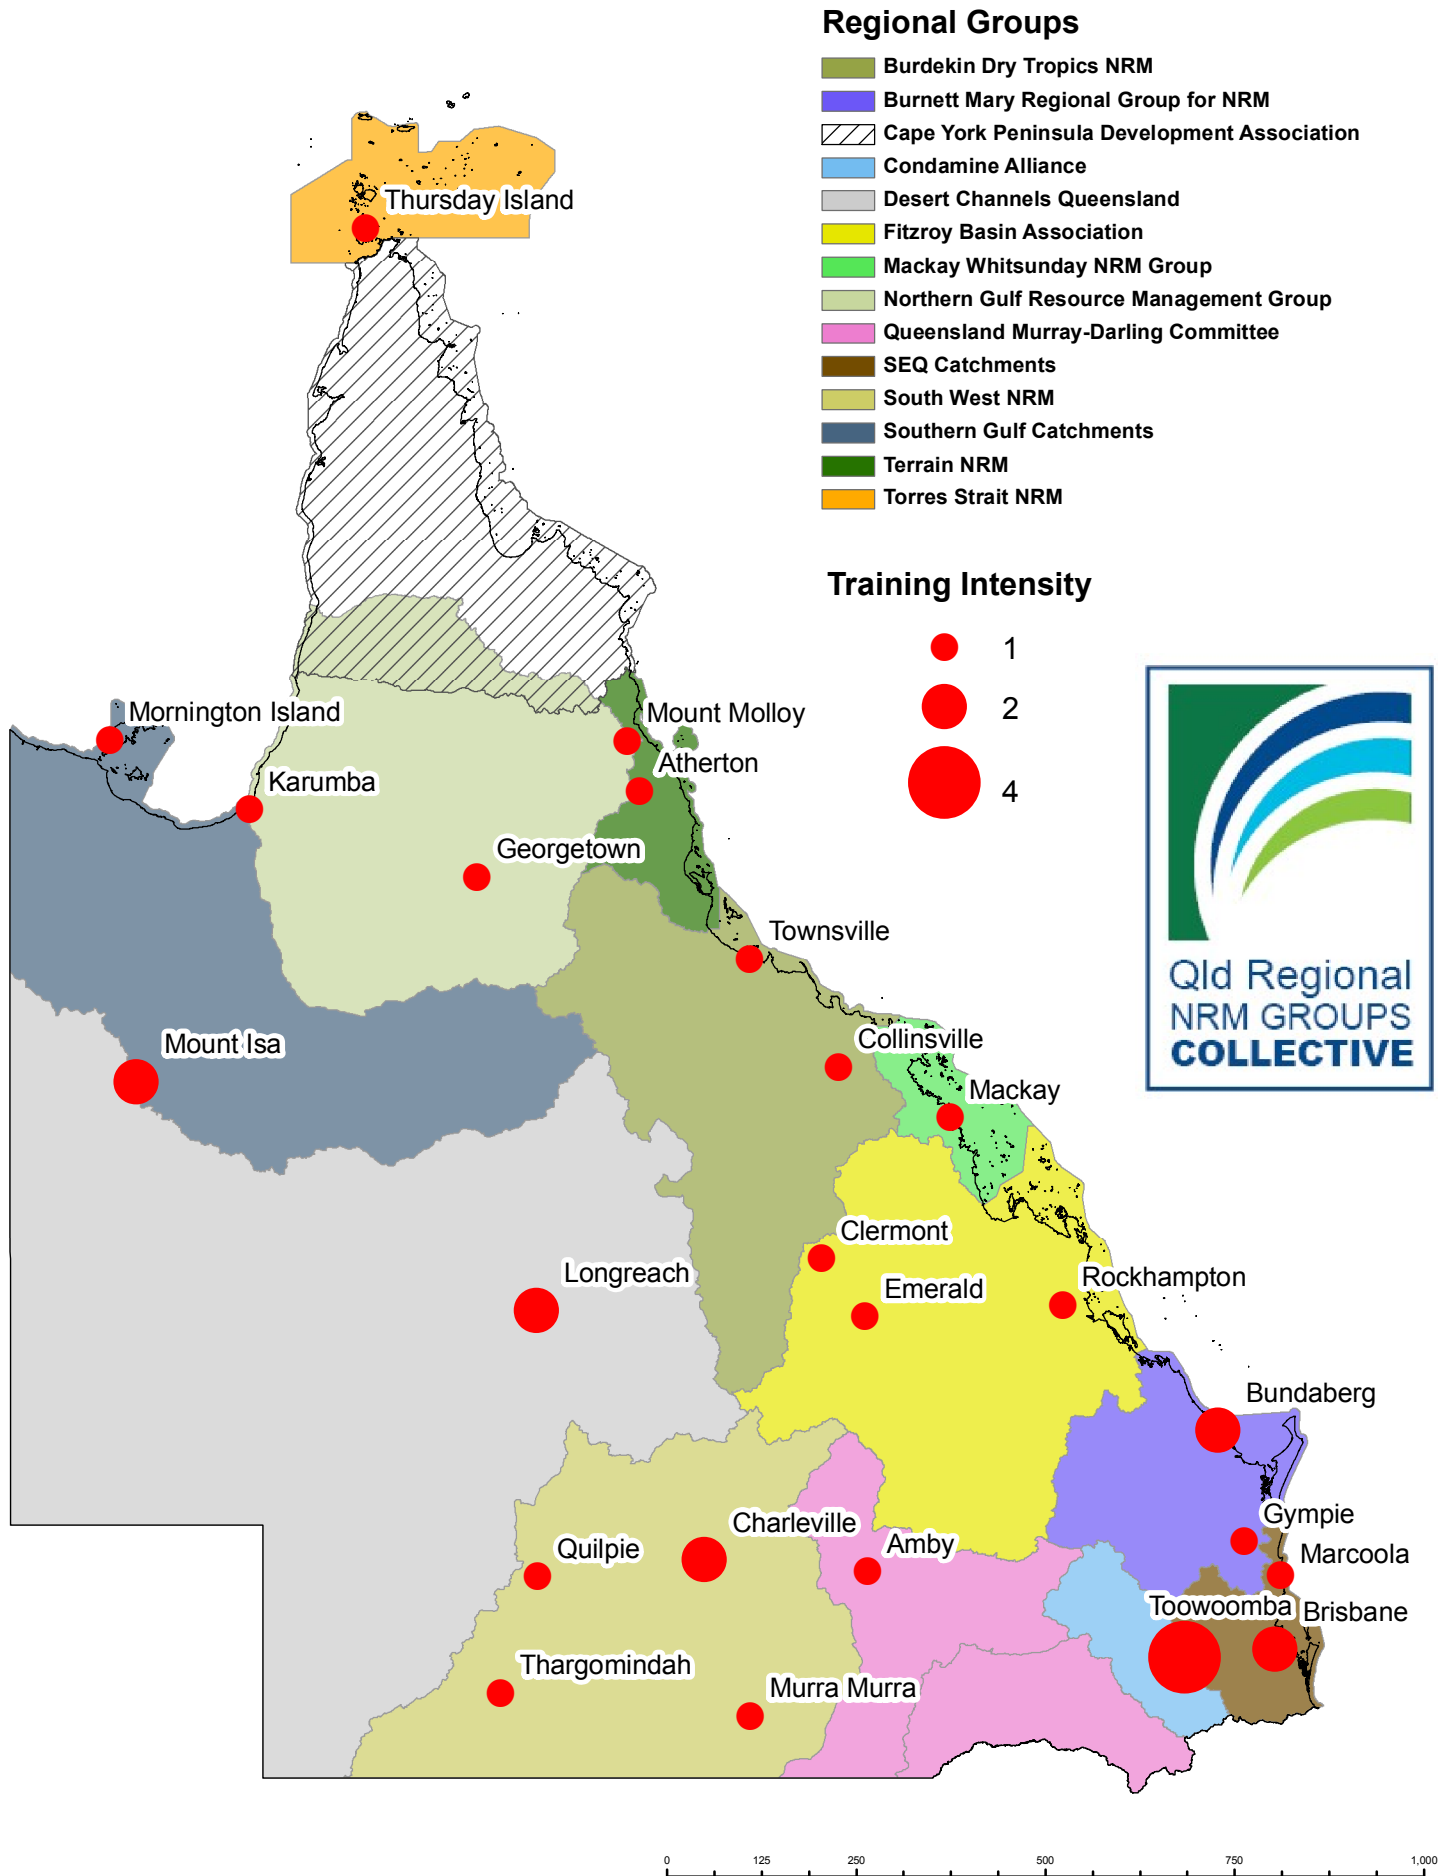 Regional Groups
Burdekin Dry Tropics NRM
Burnett Mary Regional Group for NRM
Cape York Peninsula Development Association
Condamine Alliance
Desert Channels Queensland
Fitzroy Basin Association
Mackay Whitsunday NRM Group
Northern Gulf Resource Management Group
Queensland Murray-Darling Committee
SEQ Catchments
South West NRM
Southern Gulf Catchments
Terrain NRM
Torres Strait NRM
Training Intensity
1
2
4
Qld Regional
NRM GROUPS
COLLECTIVE
Thursday Island
Mornington Island
Mount Molloy
Atherton
Karumba
Georgetown
Townsville
Mount Isa
Collinsville
Mackay
Clermont
Longreach
Emerald
Rockhampton
Bundaberg
Gympie
Charleville
Quilpie
Amby
Marcoola
Toowoomba
Brisbane
Thargomindah
Murra Murra
0 125 250 500 750 1,000